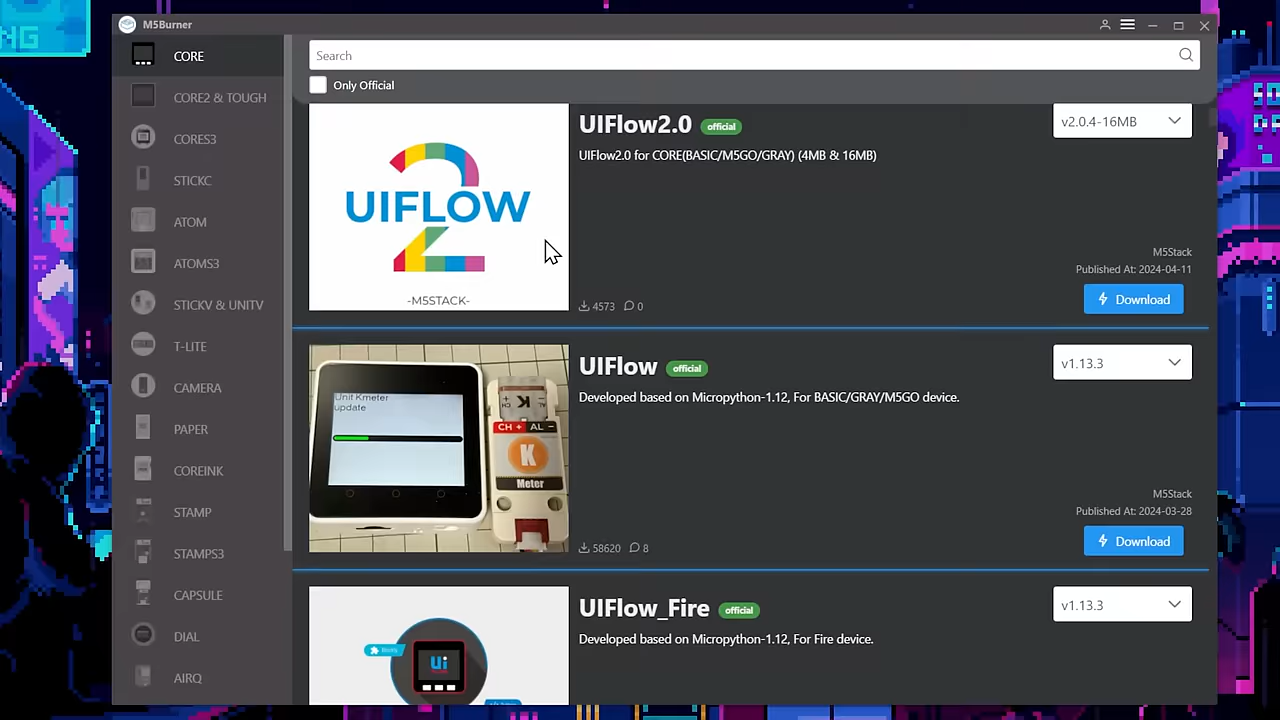 NG
M5Burner
CORE
CORE2 & TOUGH
CORES3
STICKC
ATOM
ATOMS3
STICKV & UNITV
T-LITE
CAMERA
PAPER
COREINK
STAMP
STAMPS3
CAPSULE
DIAL
AIRQ
Search
Only Official
UIFLOW
2
-M5STACK-
UIFlow2.0 official
v2.0.4-16MB
UIFlow2.0 for CORE(BASIC/M5GO/GRAY) (4MB & 16MB)
M5Stack
Published At: 2024-04-11
4573 0
Download
Unit Kmeter
update
CH + AL −
K
Meter
UIFlow official
v1.13.3
Developed based on Micropython-1.12, For BASIC/GRAY/M5GO device.
M5Stack
Published At: 2024-03-28
58620 8
Download
Ui
UIFlow_Fire official
v1.13.3
Developed based on Micropython-1.12, For Fire device.